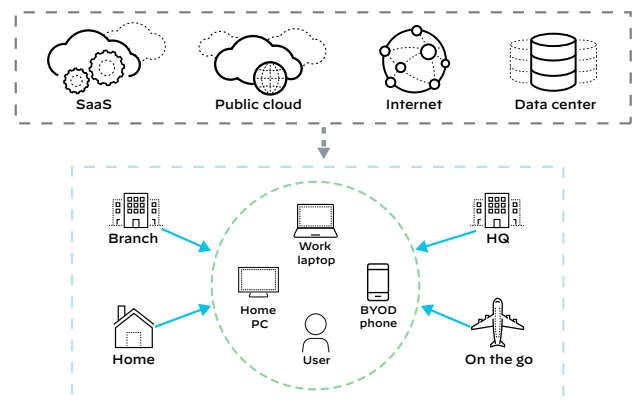 SaaS
Public cloud
Internet
Data center
Branch
Work
laptop
HQ
Home
PC
BYOD
phone
Home
User
On the go